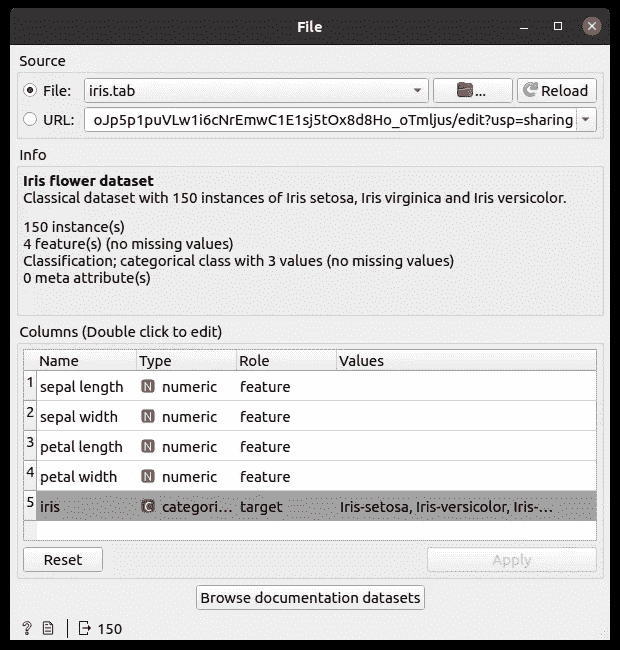 File
Source
File: iris.tab ... Reload
URL: oJp5p1puVLw1i6cNrEmwC1E1sj5tOx8d8Ho_oTmljus/edit?usp=sharing
Info
Iris flower dataset
Classical dataset with 150 instances of Iris setosa, Iris virginica and Iris versicolor.
150 instance(s)
4 feature(s) (no missing values)
Classification; categorical class with 3 values (no missing values)
0 meta attribute(s)
Columns (Double click to edit)
Name Type Role Values
1 sepal length N numeric feature
2 sepal width N numeric feature
3 petal length N numeric feature
4 petal width N numeric feature
5 iris C categori... target Iris-setosa, Iris-versicolor, Iris-...
Reset Apply
Browse documentation datasets
? 150